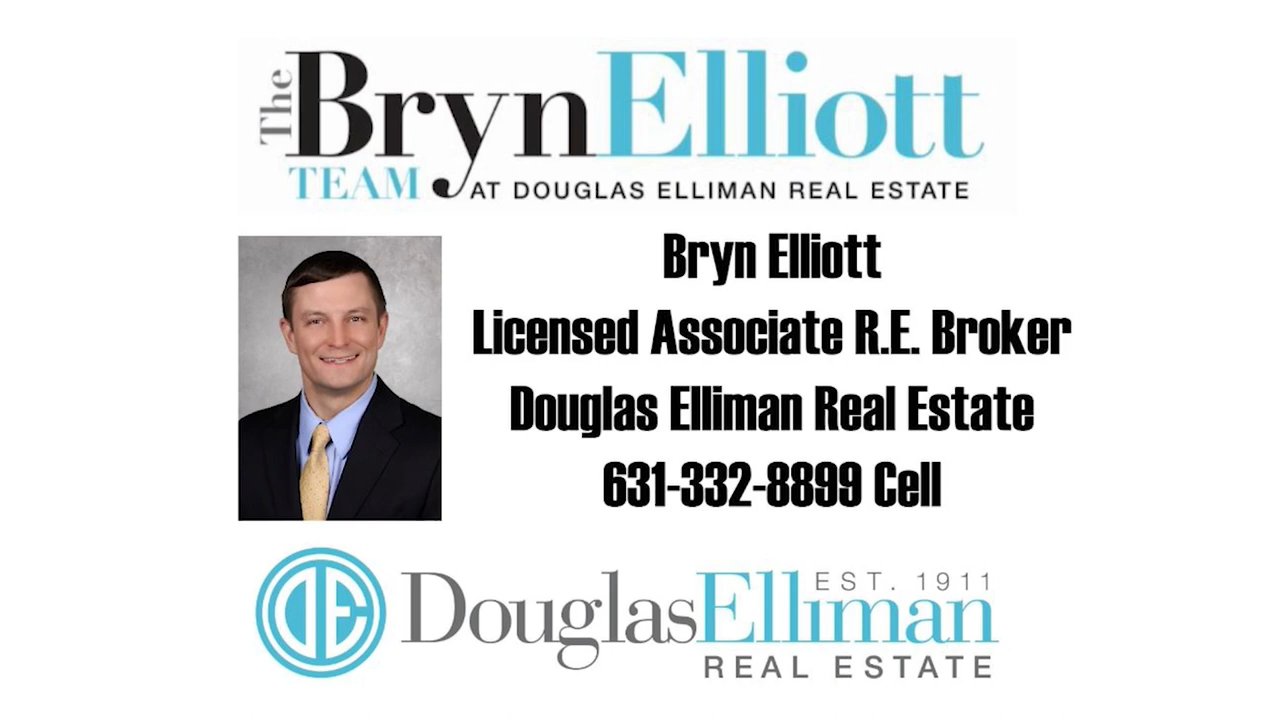 The BrynElliott
TEAM AT DOUGLAS ELLIMAN REAL ESTATE
Bryn Elliott
Licensed Associate R.E. Broker
Douglas Elliman Real Estate
631-332-8899 Cell
EST. 1911
DE DouglasElliman
REAL ESTATE